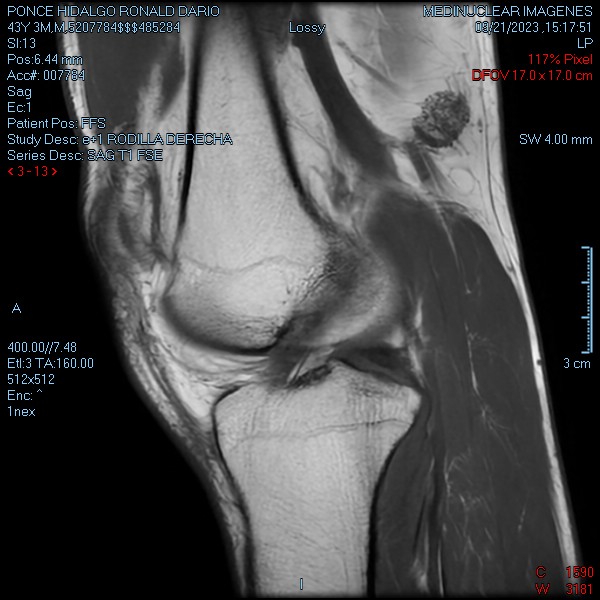 PONCE HIDALGO RONALD DARIO
43Y 3M,M,5207784$$$485284
Sl:13
Pos:6.44 mm
Acc#: 007784
Sag
Ec:1
Patient Pos: FFS
Study Desc: e+1 RODILLA DERECHA
Series Desc: SAG T1 FSE
< 3 - 13 >
Lossy
MEDINUCLEAR IMAGENES
09/21/2023 ,15:17:51
LP
117% Pixel
DFOV 17.0 x 17.0 cm
SW 4.00 mm
A
400.00//7.48
Etl:3 TA:160.00
512x512
Enc: ^
1nex
3 cm
I
C 1590
W 3181